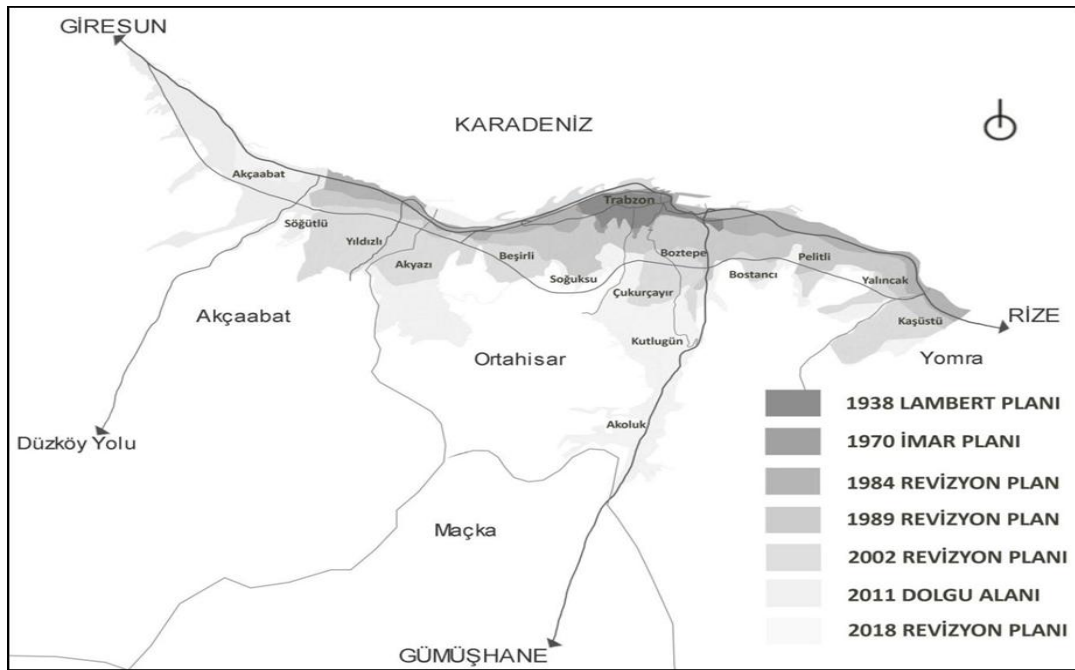 GİRESUN
KARADENİZ
Akçaabat
Trabzon
Söğütlü
Yıldızlı
Akyazı
Beşirli
Soğuksu
Boztepe
Pelitli
Bostancı
Yalıncak
Çukurçayır
Akçaabat
Kaşüstü
RİZE
Ortahisar
Kutlugün
Yomra
Düzköy Yolu
Akoluk
Maçka
GÜMÜŞHANE
1938 LAMBERT PLANI
1970 İMAR PLANI
1984 REVİZYON PLAN
1989 REVİZYON PLAN
2002 REVİZYON PLANI
2011 DOLGU ALANI
2018 REVİZYON PLANI